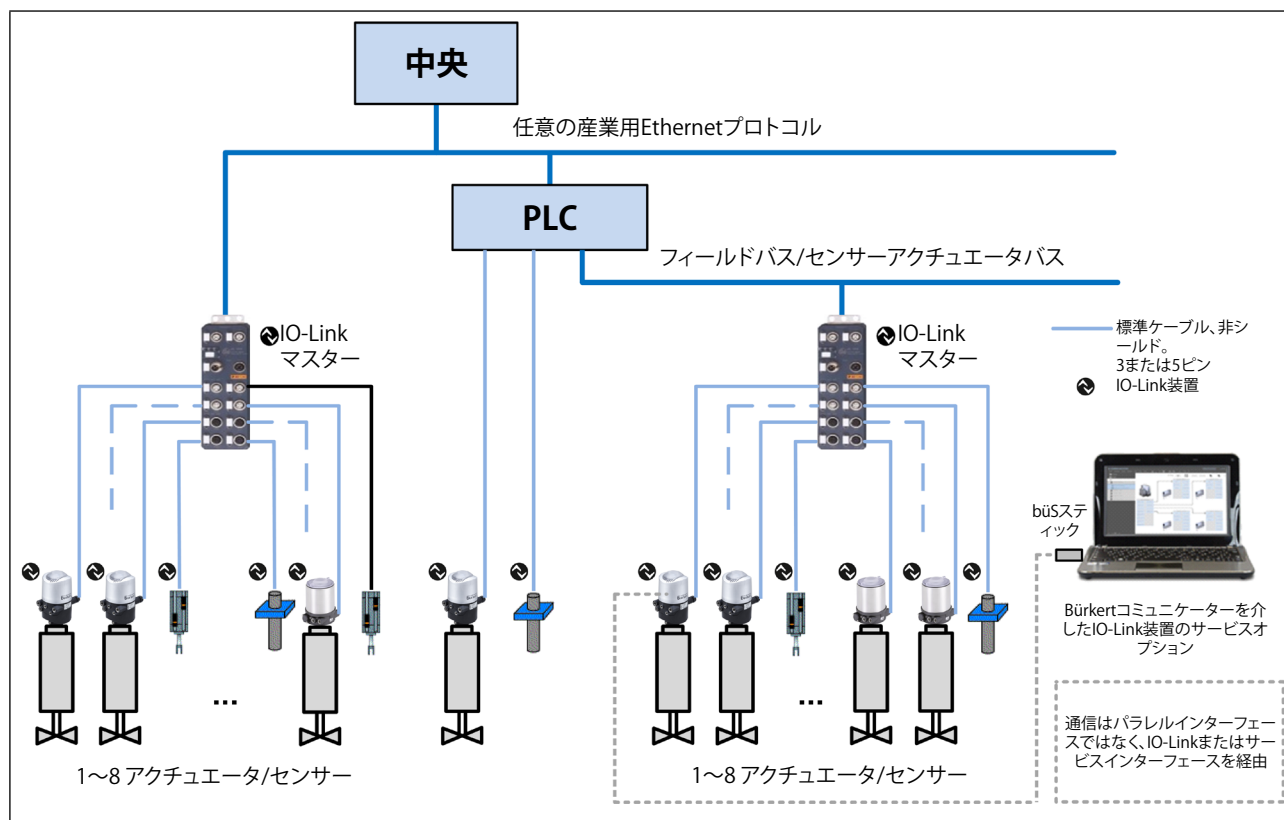 中央
任意の産業用Ethernetプロトコル
PLC
フィールドバス/センサーアクチュエータバス
IO-Link
マスター
IO-Link
マスター
標準ケーブル、非シ
ールド。
3または5ピン
IO-Link装置
büSステ
ィック
Bürkertコミュニケーターを介
したIO-Link装置のサービスオ
プション
...
...
通信はパラレルインターフェー
スではなく、IO-Linkまたはサー
ビスインターフェースを経由
1～8 アクチュエータ/センサー
1～8 アクチュエータ/センサー